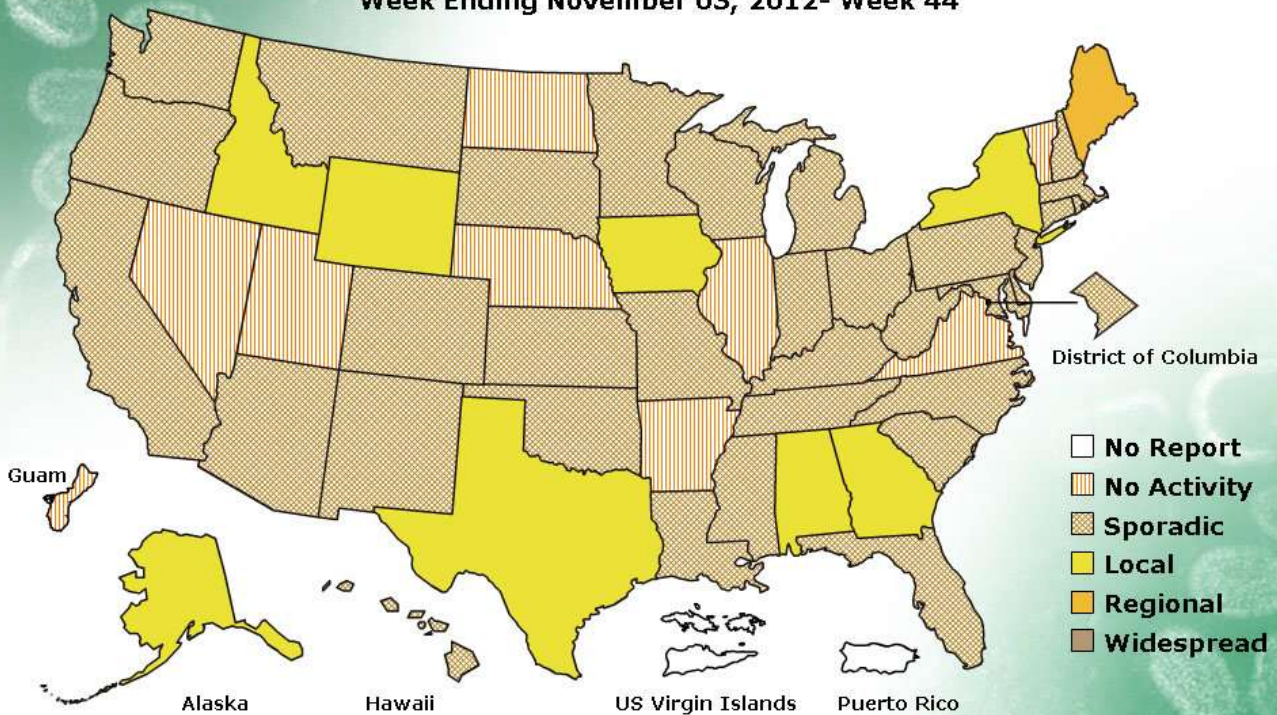 Week Ending November 03, 2012- Week 44
District of Columbia
Guam
No Report
No Activity
Sporadic
Local
Regional
Widespread
Alaska
Hawaii
US Virgin Islands
Puerto Rico